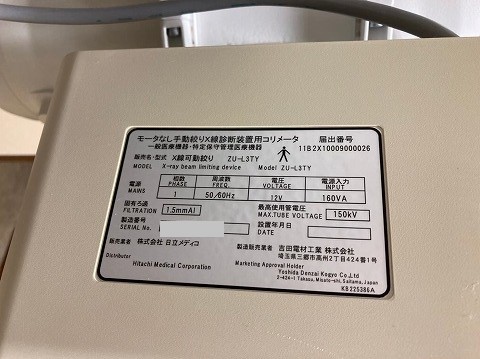 モータなし手動絞りX線診断装置用コリメータ 届出番号
一般医療機器・特定保守管理医療機器 11B2X10009000026
販売名・型式 X線可動絞り ZU-L3TY
MODEL X-ray beam limiting device Model ZU-L3TY
電源 MAINS 相数 PHASE 周波数 FREQ. 電圧 VOLTAGE 電源入力 INPUT
1 50/60Hz 12V 160VA
固有ろ過 FILTRATION 1.5mmAl 最高使用管電圧 MAX.TUBE VOLTAGE 150kV
製造番号 SERIAL No. 設置年月日 DATE
販売業者 株式会社 日立メディコ 製造販売業者 吉田電材工業 株式会社
埼玉県三郷市高州2丁目424番1号
Distributor Hitachi Medical Corporation Marketing Approval Holder
Yoshida Denzai Kogyo Co.,Ltd
2-424-1 Takasu, Misato-shi, Saitama, Japan
KB225386A